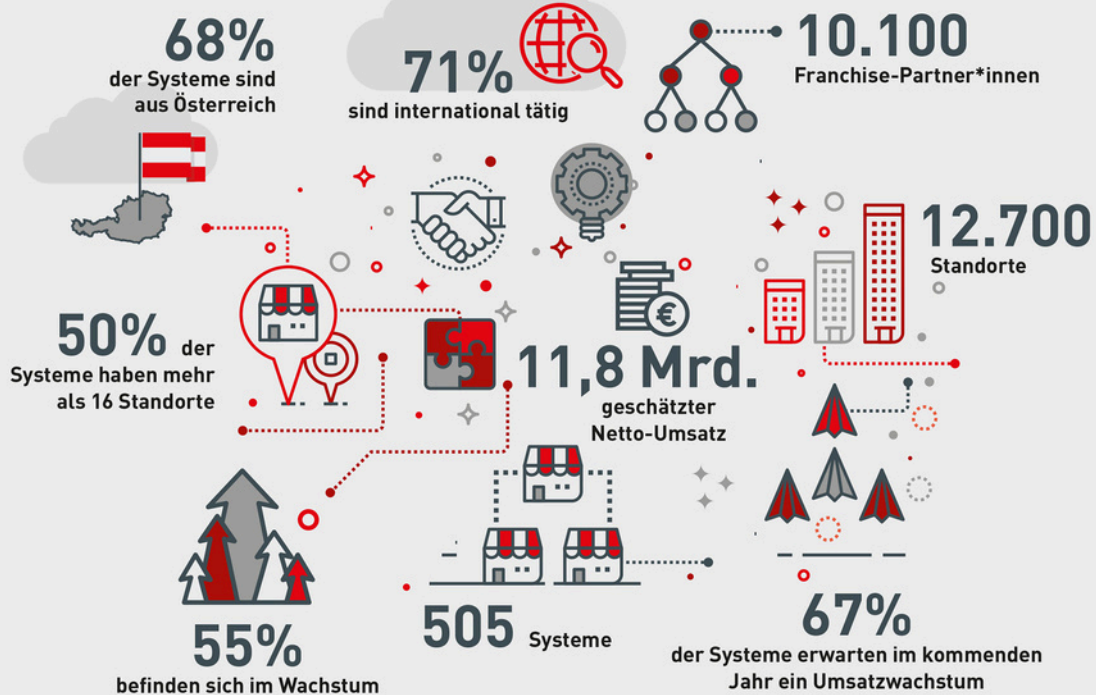 68%
der Systeme sind
aus Österreich
71%
sind international tätig
10.100
Franchise-Partner*innen
12.700
Standorte
50% der
Systeme haben mehr
als 16 Standorte
€
11,8 Mrd.
geschätzter
Netto-Umsatz
55%
befinden sich im Wachstum
505 Systeme
67%
der Systeme erwarten im kommenden
Jahr ein Umsatzwachstum